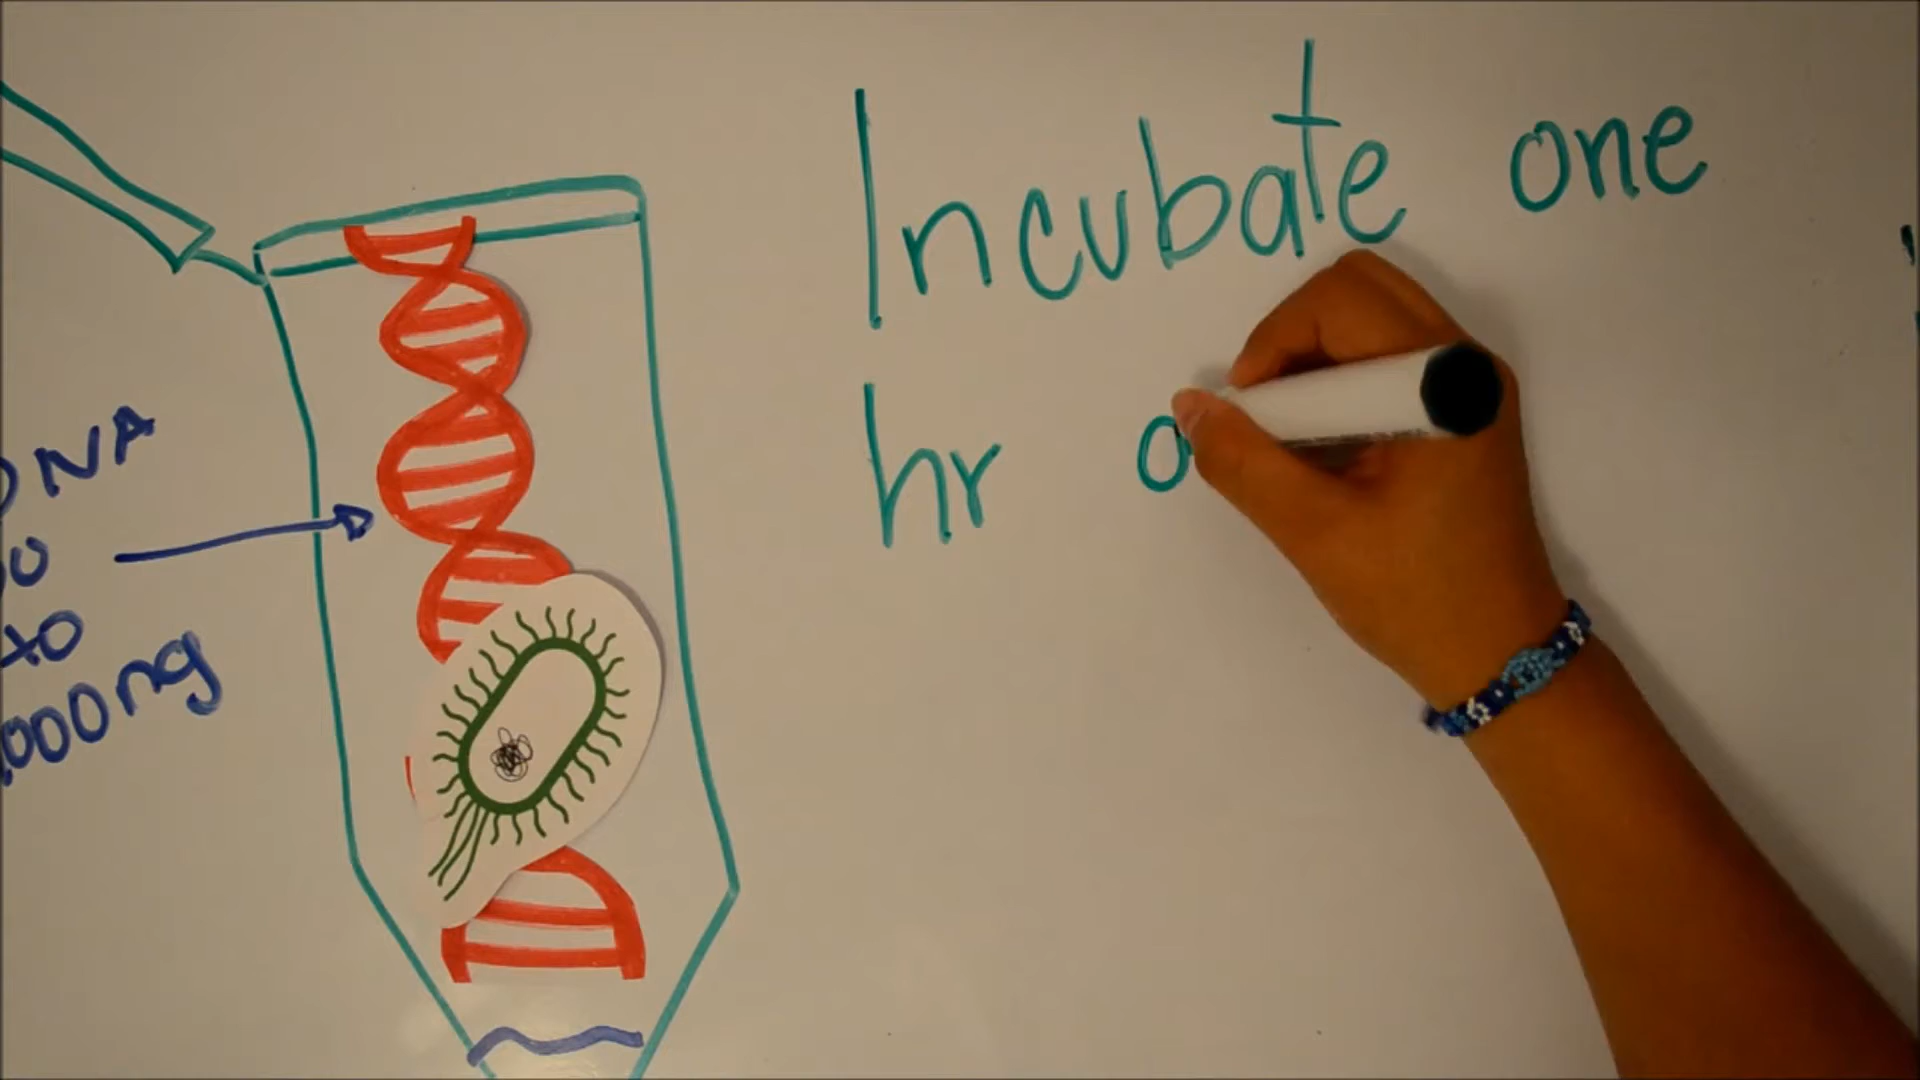 DNA
to
000ng
Incubate one
hr a